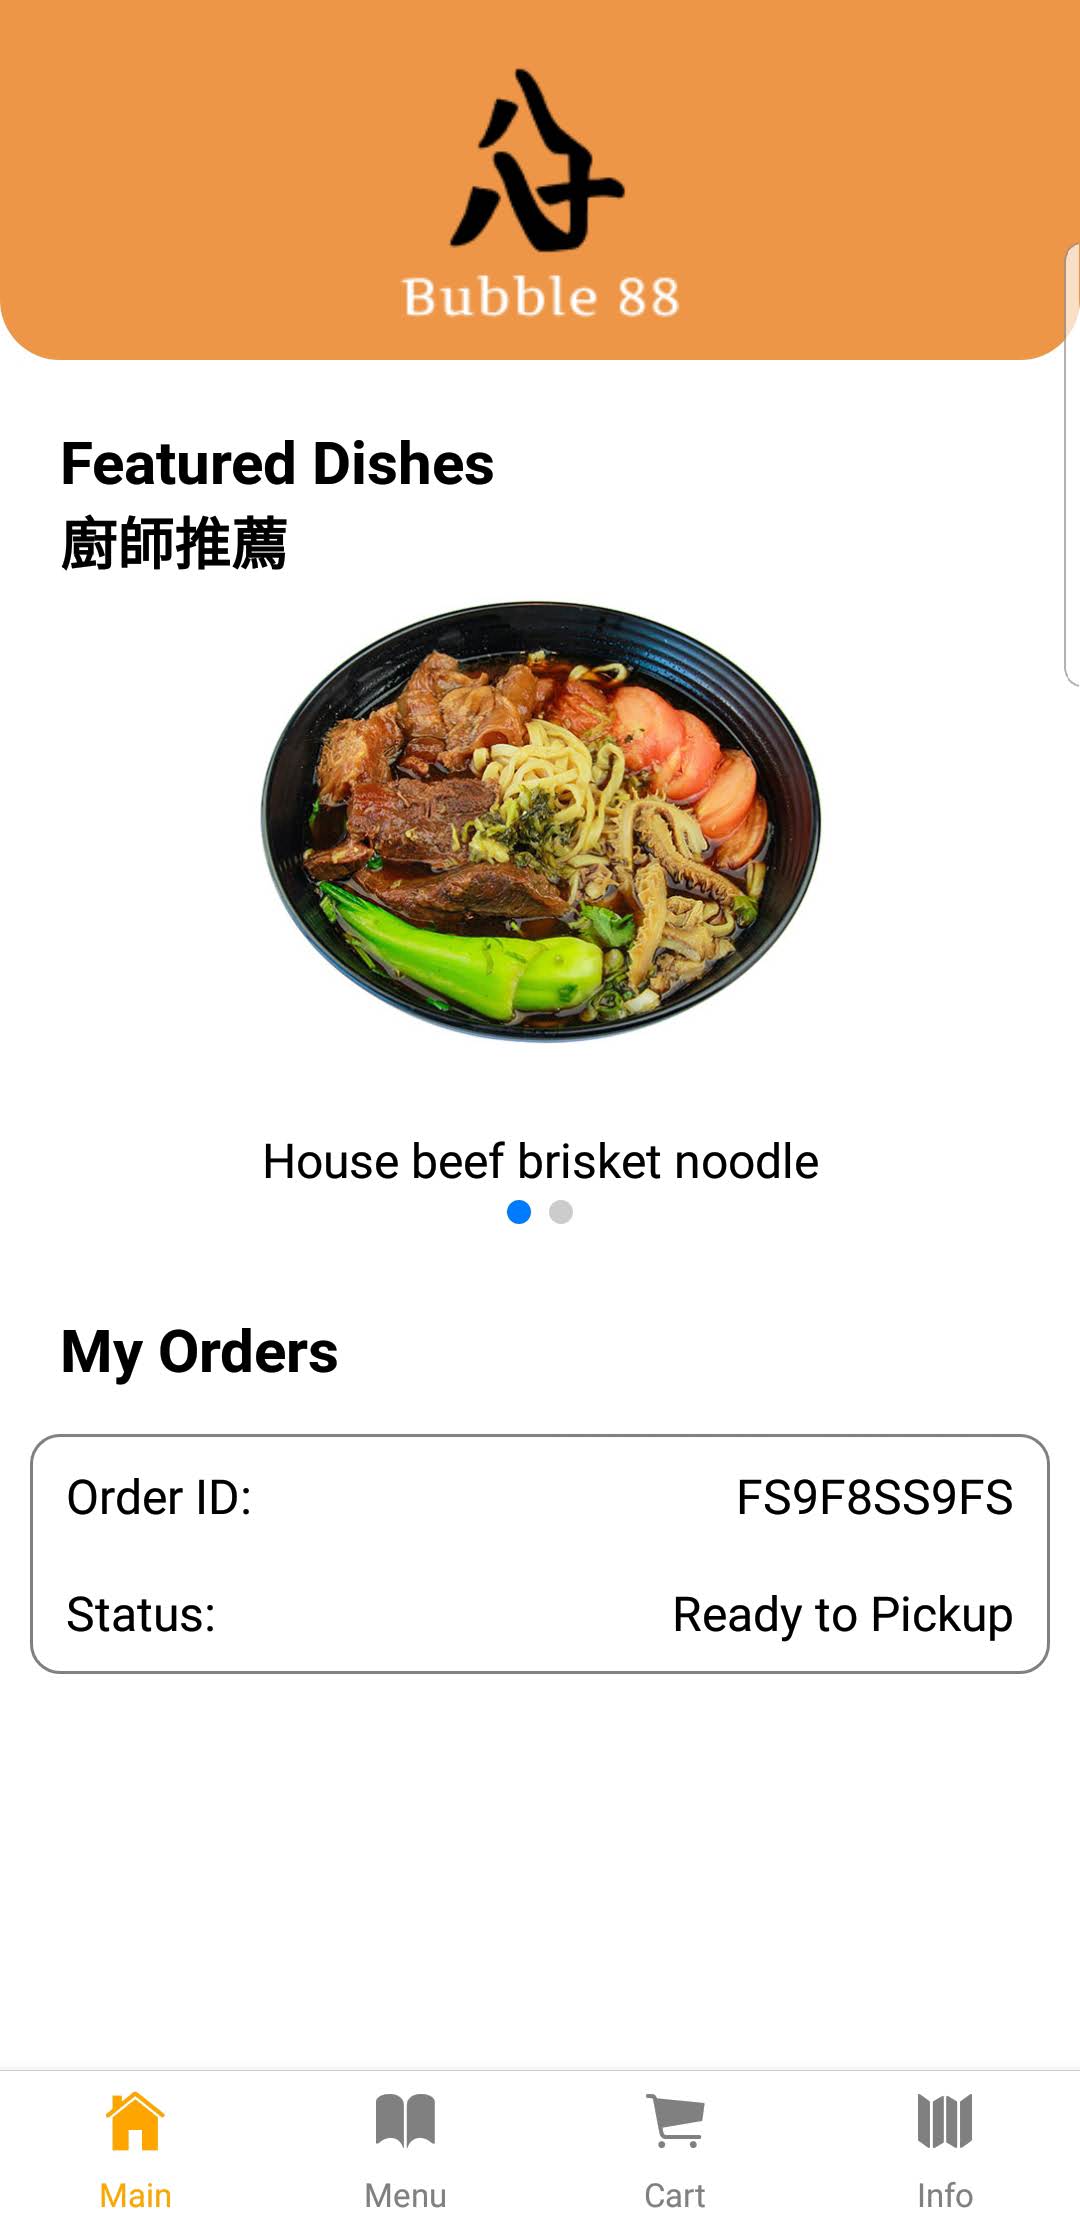 Bubble 88
Featured Dishes
廚師推薦
House beef brisket noodle
My Orders
Order ID: FS9F8SS9FS
Status: Ready to Pickup
Main Menu Cart Info